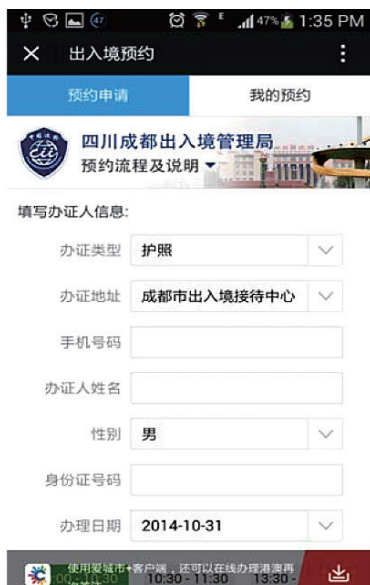 47 E 47% 1:35 PM
出入境预约
预约申请 我的预约
四川成都出入境管理局
预约流程及说明
填写办证人信息:
办证类型 护照
办证地址 成都市出入境接待中心
手机号码
办证人姓名
性别 男
身份证号码
办理日期 2014-10-31
使用爱城市+客户端，还可以在线办理港澳再
10:30 - 11:30 13:30 -